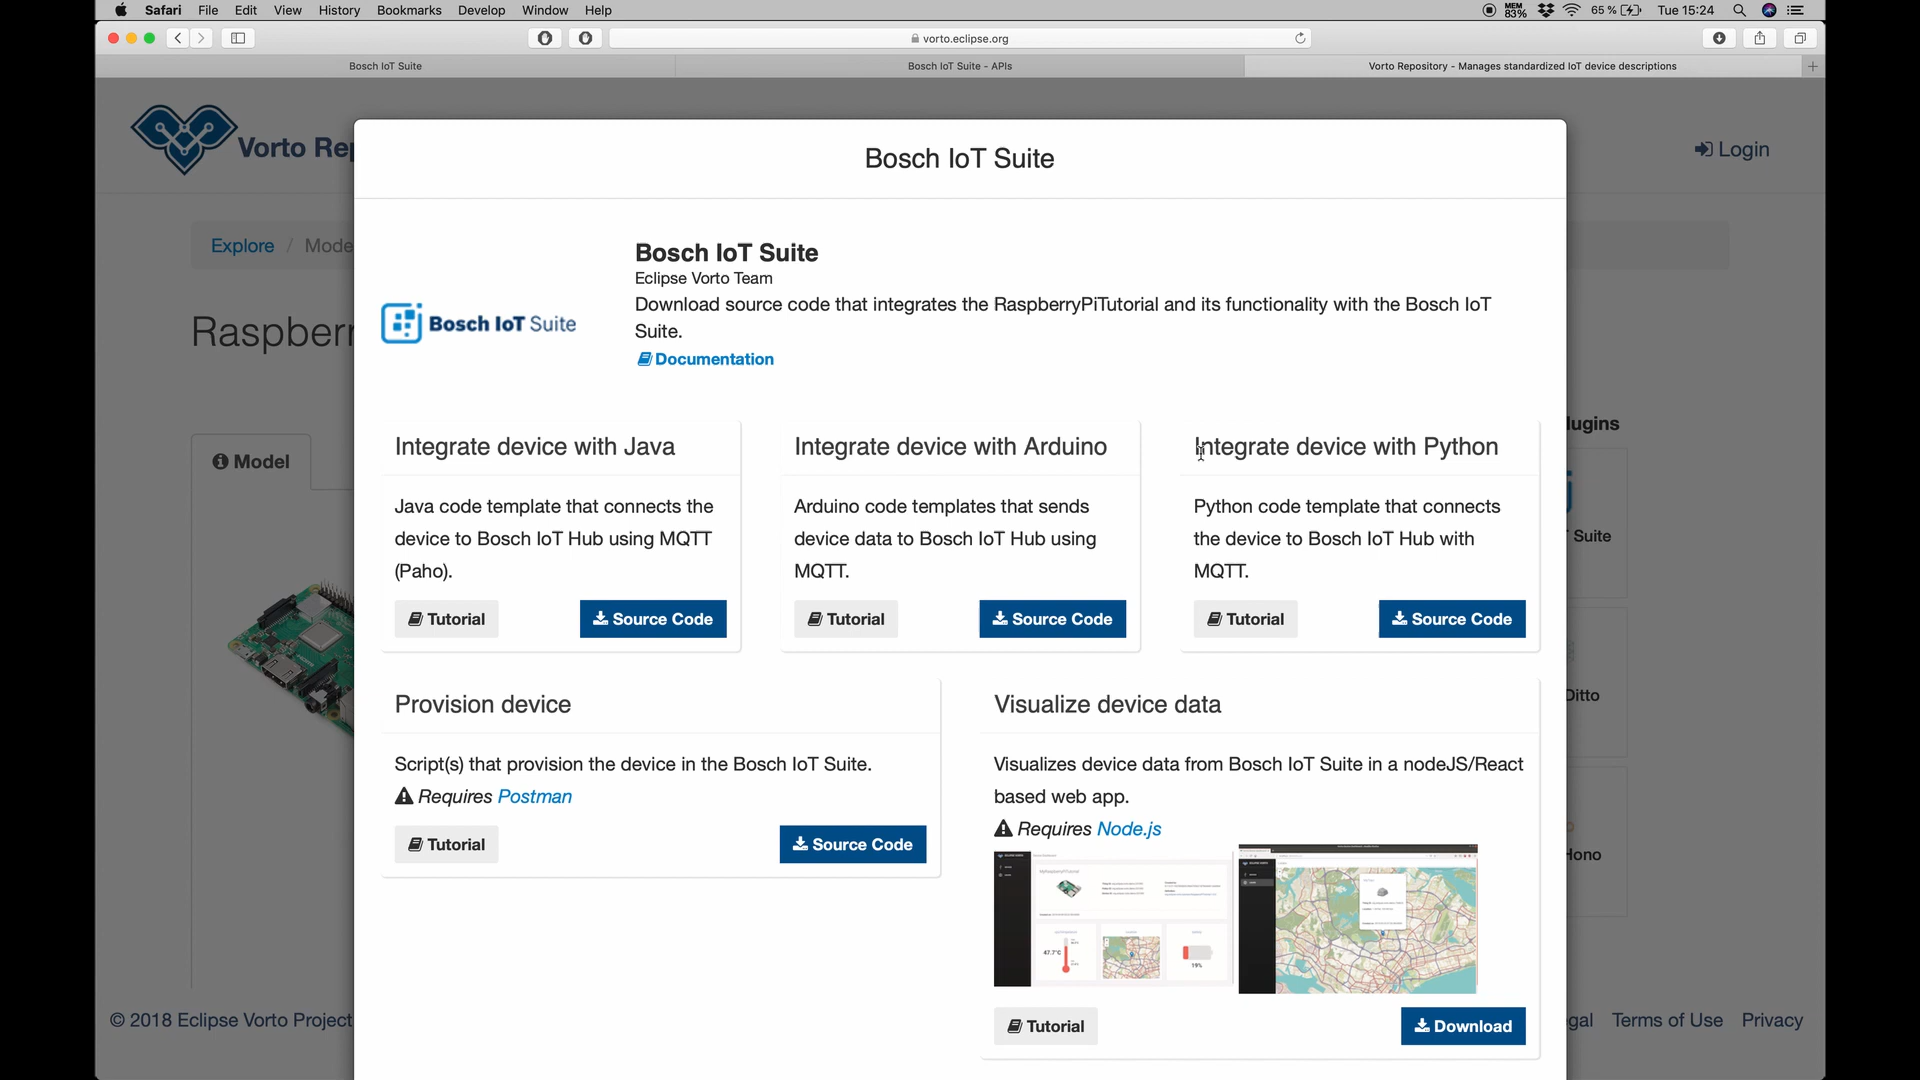 Safari File Edit View History Bookmarks Develop Window Help MEM 83% 65 % Tue 15:24
vorto.eclipse.org
Bosch IoT Suite Bosch IoT Suite - APIs Vorto Repository - Manages standardized IoT device descriptions
Vorto Rep Login
Bosch IoT Suite
Explore / Mode
Bosch IoT Suite
Bosch IoT Suite
Eclipse Vorto Team
Download source code that integrates the RaspberryPiTutorial and its functionality with the Bosch IoT
Suite.
Documentation
Raspberr
Model
lugins
Suite
Ditto
Hono
Integrate device with Java
Java code template that connects the
device to Bosch IoT Hub using MQTT
(Paho).
Tutorial Source Code
Integrate device with Arduino
Arduino code templates that sends
device data to Bosch IoT Hub using
MQTT.
Tutorial Source Code
Integrate device with Python
Python code template that connects
the device to Bosch IoT Hub with
MQTT.
Tutorial Source Code
Provision device
Script(s) that provision the device in the Bosch IoT Suite.
Requires Postman
Tutorial Source Code
Visualize device data
Visualizes device data from Bosch IoT Suite in a nodeJS/React
based web app.
Requires Node.js
47.7°C
19%
Tutorial Download
© 2018 Eclipse Vorto Project gal Terms of Use Privacy